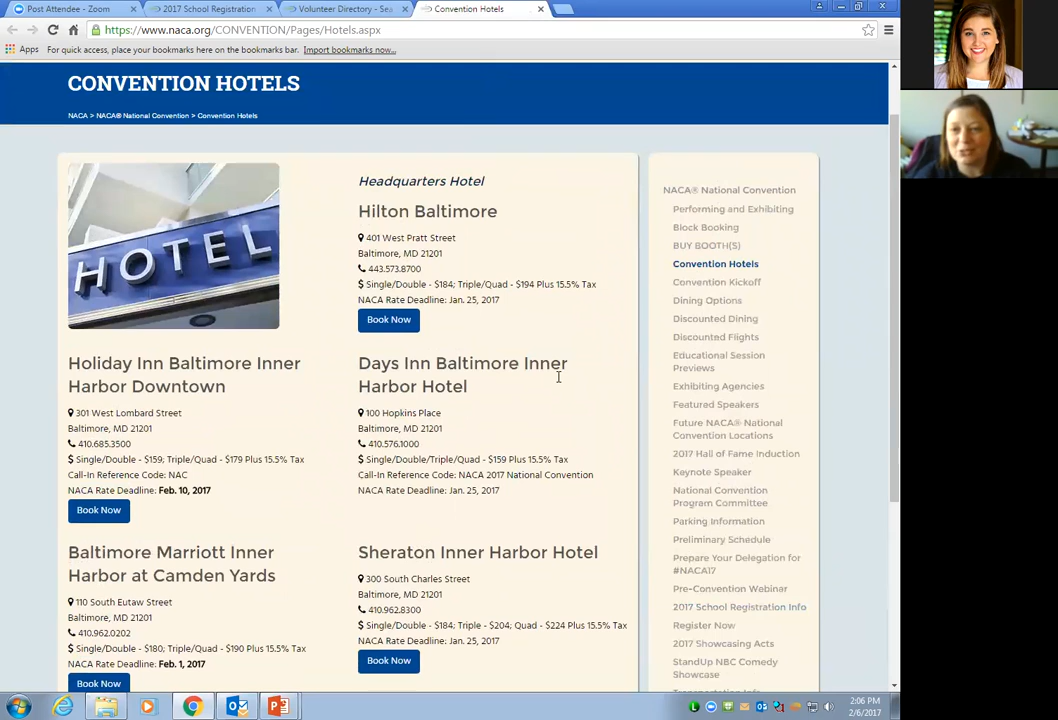 Post Attendee - Zoom
2017 School Registration
Volunteer Directory - Sea
Convention Hotels
https://www.naca.org/CONVENTION/Pages/Hotels.aspx
Apps
For quick access, place your bookmarks here on the bookmarks bar. Import bookmarks now...
CONVENTION HOTELS
NACA > NACA® National Convention > Convention Hotels
HOTEL
Headquarters Hotel
Hilton Baltimore
401 West Pratt Street
Baltimore, MD 21201
443.573.8700
$ Single/Double - $184; Triple/Quad - $194 Plus 15.5% Tax
NACA Rate Deadline: Jan. 25, 2017
Book Now
Holiday Inn Baltimore Inner
Harbor Downtown
301 West Lombard Street
Baltimore, MD 21201
410.685.3500
$ Single/Double - $159; Triple/Quad - $179 Plus 15.5% Tax
Call-In Reference Code: NAC
NACA Rate Deadline: Feb. 10, 2017
Book Now
Days Inn Baltimore Inner
Harbor Hotel
100 Hopkins Place
Baltimore, MD 21201
410.576.1000
$ Single/Double/Triple/Quad - $159 Plus 15.5% Tax
Call-In Reference Code: NACA 2017 National Convention
NACA Rate Deadline: Jan. 25, 2017
Baltimore Marriott Inner
Harbor at Camden Yards
110 South Eutaw Street
Baltimore, MD 21201
410.962.0202
$ Single/Double - $180; Triple/Quad - $190 Plus 15.5% Tax
NACA Rate Deadline: Feb. 1, 2017
Book Now
Sheraton Inner Harbor Hotel
300 South Charles Street
Baltimore, MD 21201
410.962.8300
$ Single/Double - $184; Triple - $204; Quad - $224 Plus 15.5% Tax
NACA Rate Deadline: Jan. 25, 2017
Book Now
NACA® National Convention
Performing and Exhibiting
Block Booking
BUY BOOTH(S)
Convention Hotels
Convention Kickoff
Dining Options
Discounted Dining
Discounted Flights
Educational Session
Previews
Exhibiting Agencies
Featured Speakers
Future NACA® National
Convention Locations
2017 Hall of Fame Induction
Keynote Speaker
National Convention
Program Committee
Parking Information
Preliminary Schedule
Prepare Your Delegation for
#NACA17
Pre-Convention Webinar
2017 School Registration Info
Register Now
2017 Showcasing Acts
StandUp NBC Comedy
Showcase
2:06 PM
2/6/2017